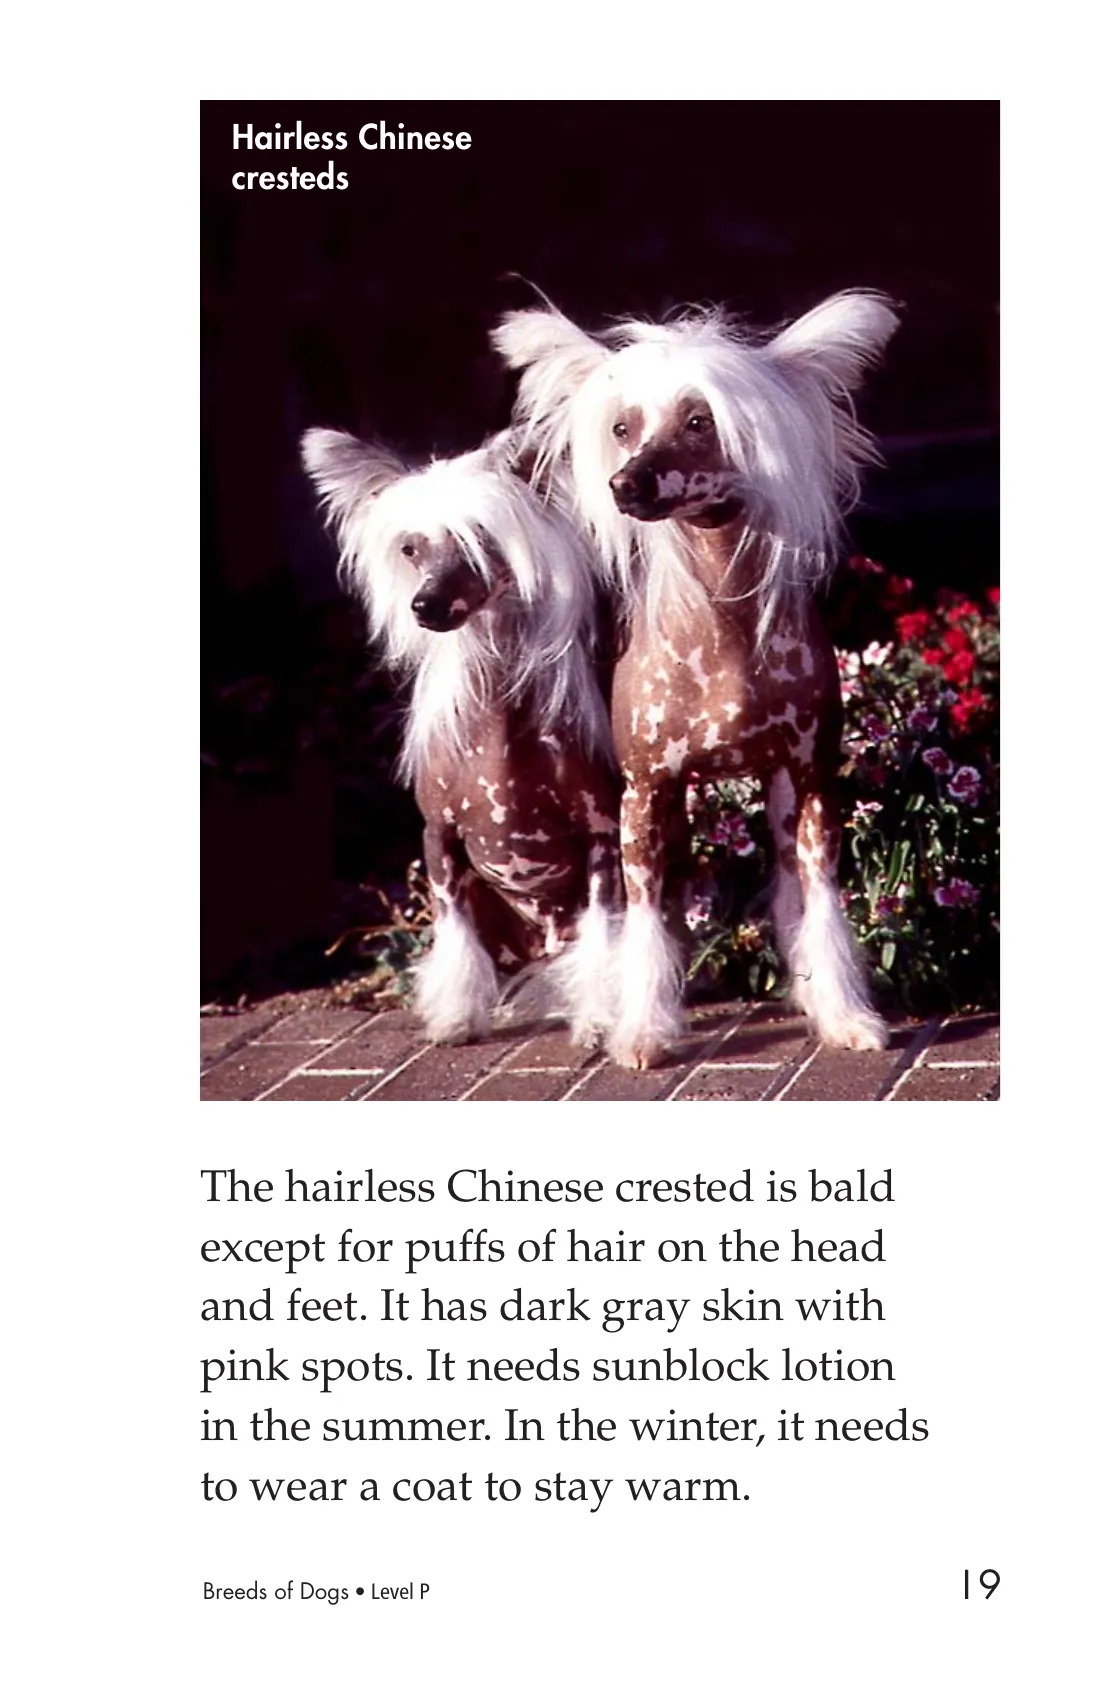 Hairless Chinese
cresteds
The hairless Chinese crested is bald
except for puffs of hair on the head
and feet. It has dark gray skin with
pink spots. It needs sunblock lotion
in the summer. In the winter, it needs
to wear a coat to stay warm.
Breeds of Dogs • Level P
19